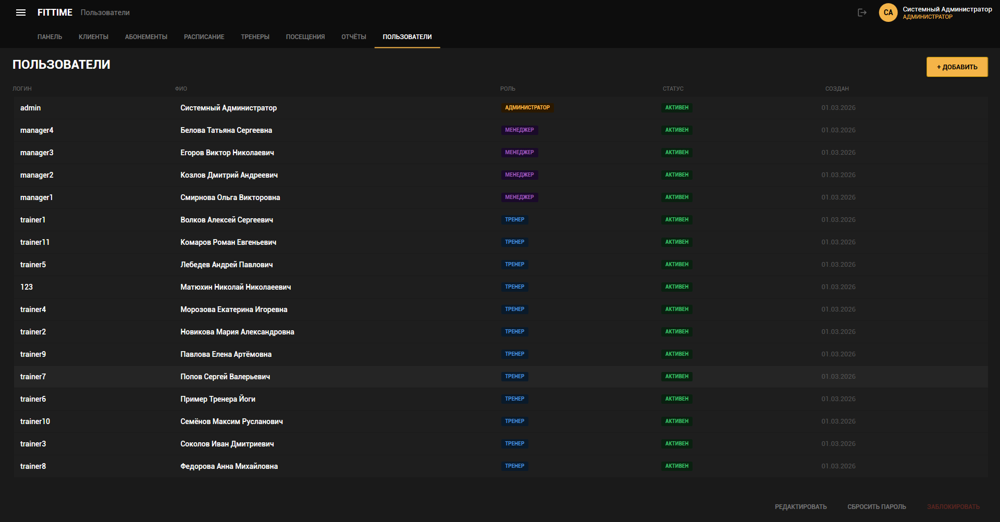 FITTIME Пользователи
СА Системный Администратор
АДМИНИСТРАТОР
ПАНЕЛЬ КЛИЕНТЫ АБОНЕМЕНТЫ РАСПИСАНИЕ ТРЕНЕРЫ ПОСЕЩЕНИЯ ОТЧЁТЫ ПОЛЬЗОВАТЕЛИ
ПОЛЬЗОВАТЕЛИ
+ ДОБАВИТЬ
ЛОГИН ФИО РОЛЬ СТАТУС СОЗДАН
admin Системный Администратор АДМИНИСТРАТОР АКТИВЕН 01.03.2026
manager4 Белова Татьяна Сергеевна МЕНЕДЖЕР АКТИВЕН 01.03.2026
manager3 Егоров Виктор Николаевич МЕНЕДЖЕР АКТИВЕН 01.03.2026
manager2 Козлов Дмитрий Андреевич МЕНЕДЖЕР АКТИВЕН 01.03.2026
manager1 Смирнова Ольга Викторовна МЕНЕДЖЕР АКТИВЕН 01.03.2026
trainer1 Волков Алексей Сергеевич ТРЕНЕР АКТИВЕН 01.03.2026
trainer11 Комаров Роман Евгеньевич ТРЕНЕР АКТИВЕН 01.03.2026
trainer5 Лебедев Андрей Павлович ТРЕНЕР АКТИВЕН 01.03.2026
123 Матюхин Николай Николаеевич ТРЕНЕР АКТИВЕН 01.03.2026
trainer4 Морозова Екатерина Игоревна ТРЕНЕР АКТИВЕН 01.03.2026
trainer2 Новикова Мария Александровна ТРЕНЕР АКТИВЕН 01.03.2026
trainer9 Павлова Елена Артёмовна ТРЕНЕР АКТИВЕН 01.03.2026
trainer7 Попов Сергей Валерьевич ТРЕНЕР АКТИВЕН 01.03.2026
trainer6 Пример Тренера Йоги ТРЕНЕР АКТИВЕН 01.03.2026
trainer10 Семёнов Максим Русланович ТРЕНЕР АКТИВЕН 01.03.2026
trainer3 Соколов Иван Дмитриевич ТРЕНЕР АКТИВЕН 01.03.2026
trainer8 Федорова Анна Михайловна ТРЕНЕР АКТИВЕН 01.03.2026
РЕДАКТИРОВАТЬ СБРОСИТЬ ПАРОЛЬ ЗАБЛОКИРОВАТЬ